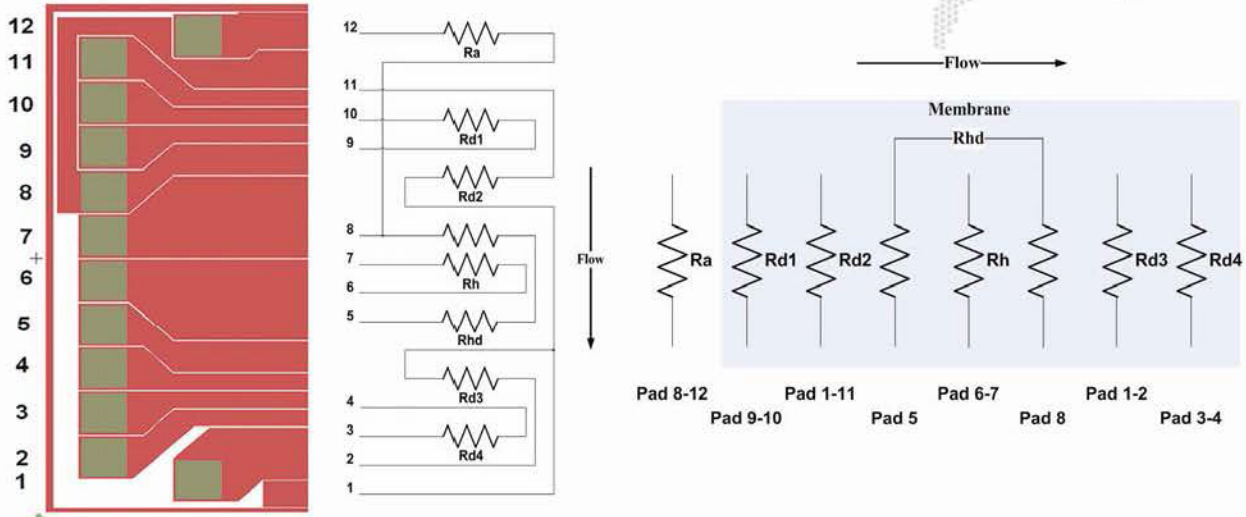 12
11
10
9
8
7
6
5
4
3
2
1
12
Ra
11
10
Rd1
9
Rd2
8
7
Rh
6
5
Rhd
Rd3
4
3
Rd4
2
1
Flow
Flow
Membrane
Rhd
Ra Rd1 Rd2 Rh Rd3 Rd4
Pad 8-12 Pad 1-11 Pad 6-7 Pad 1-2
Pad 9-10 Pad 5 Pad 8 Pad 3-4